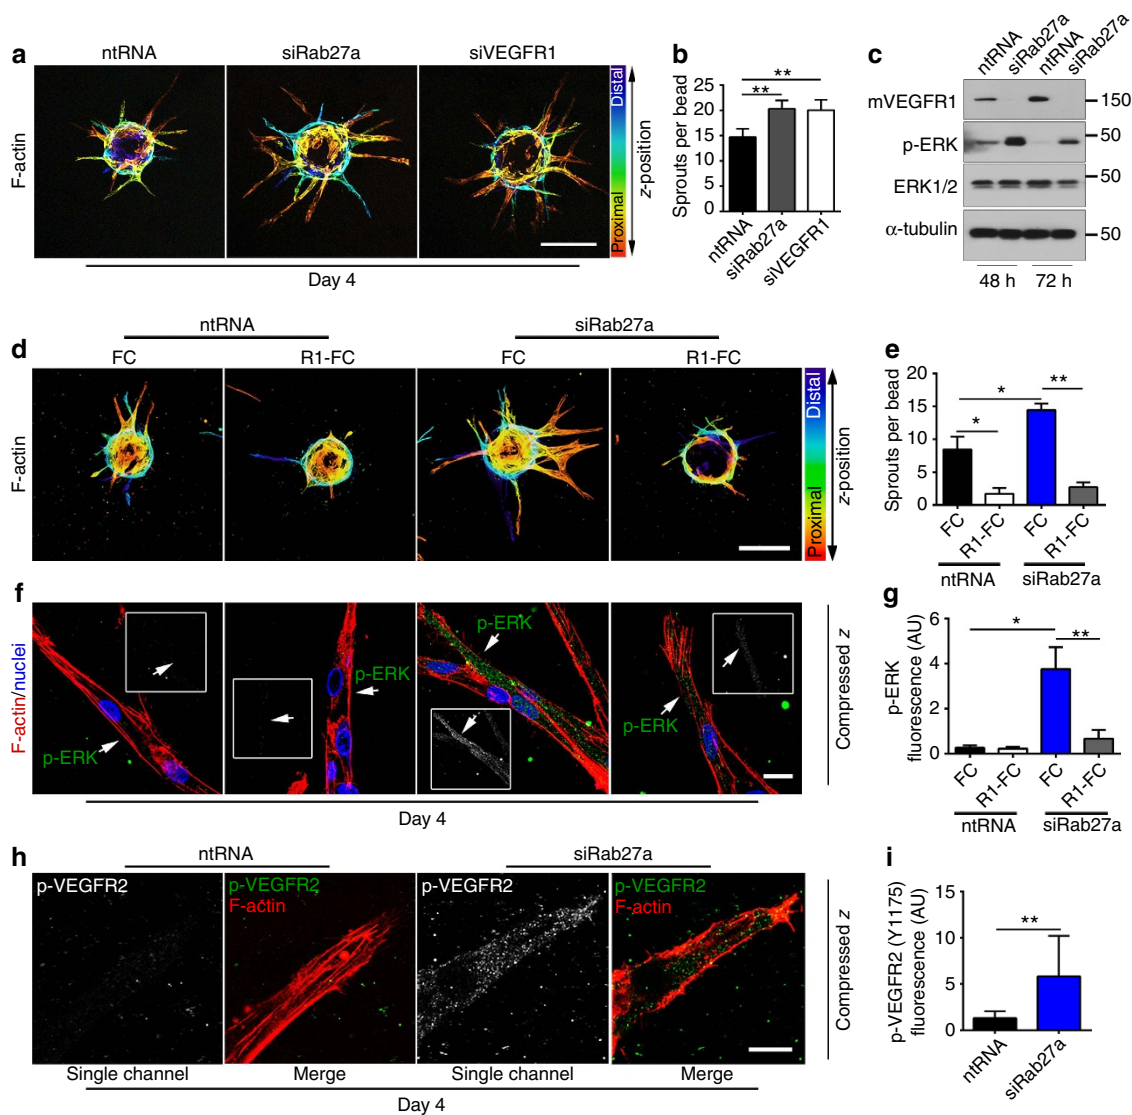 a
ntRNA siRab27a siVEGFR1
F-actin
Distal
Proximal
z-position
Day 4
b
Sprouts per bead
25
20
15
10
5
0
** **
ntRNA siRab27a siVEGFR1
c
ntRNA siRab27a ntRNA siRab27a
mVEGFR1 150
p-ERK 50
ERK1/2 50
α-tubulin 50
48 h 72 h
d
ntRNA siRab27a
FC R1-FC FC R1-FC
F-actin
Distal
Proximal
z-position
e
Sprouts per bead
20
15
10
5
0
* * **
FC R1-FC FC R1-FC
ntRNA siRab27a
f
F-actin/nuclei
p-ERK
p-ERK
p-ERK
p-ERK
Compressed z
Day 4
g
p-ERK
fluorescence (AU)
6
4
2
0
* **
FC R1-FC FC R1-FC
ntRNA siRab27a
h
ntRNA siRab27a
p-VEGFR2 p-VEGFR2 p-VEGFR2 p-VEGFR2
F-actin F-actin
Compressed z
Single channel Merge Single channel Merge
Day 4
i
p-VEGFR2 (Y1175)
fluorescence (AU)
15
10
5
0
**
ntRNA siRab27a